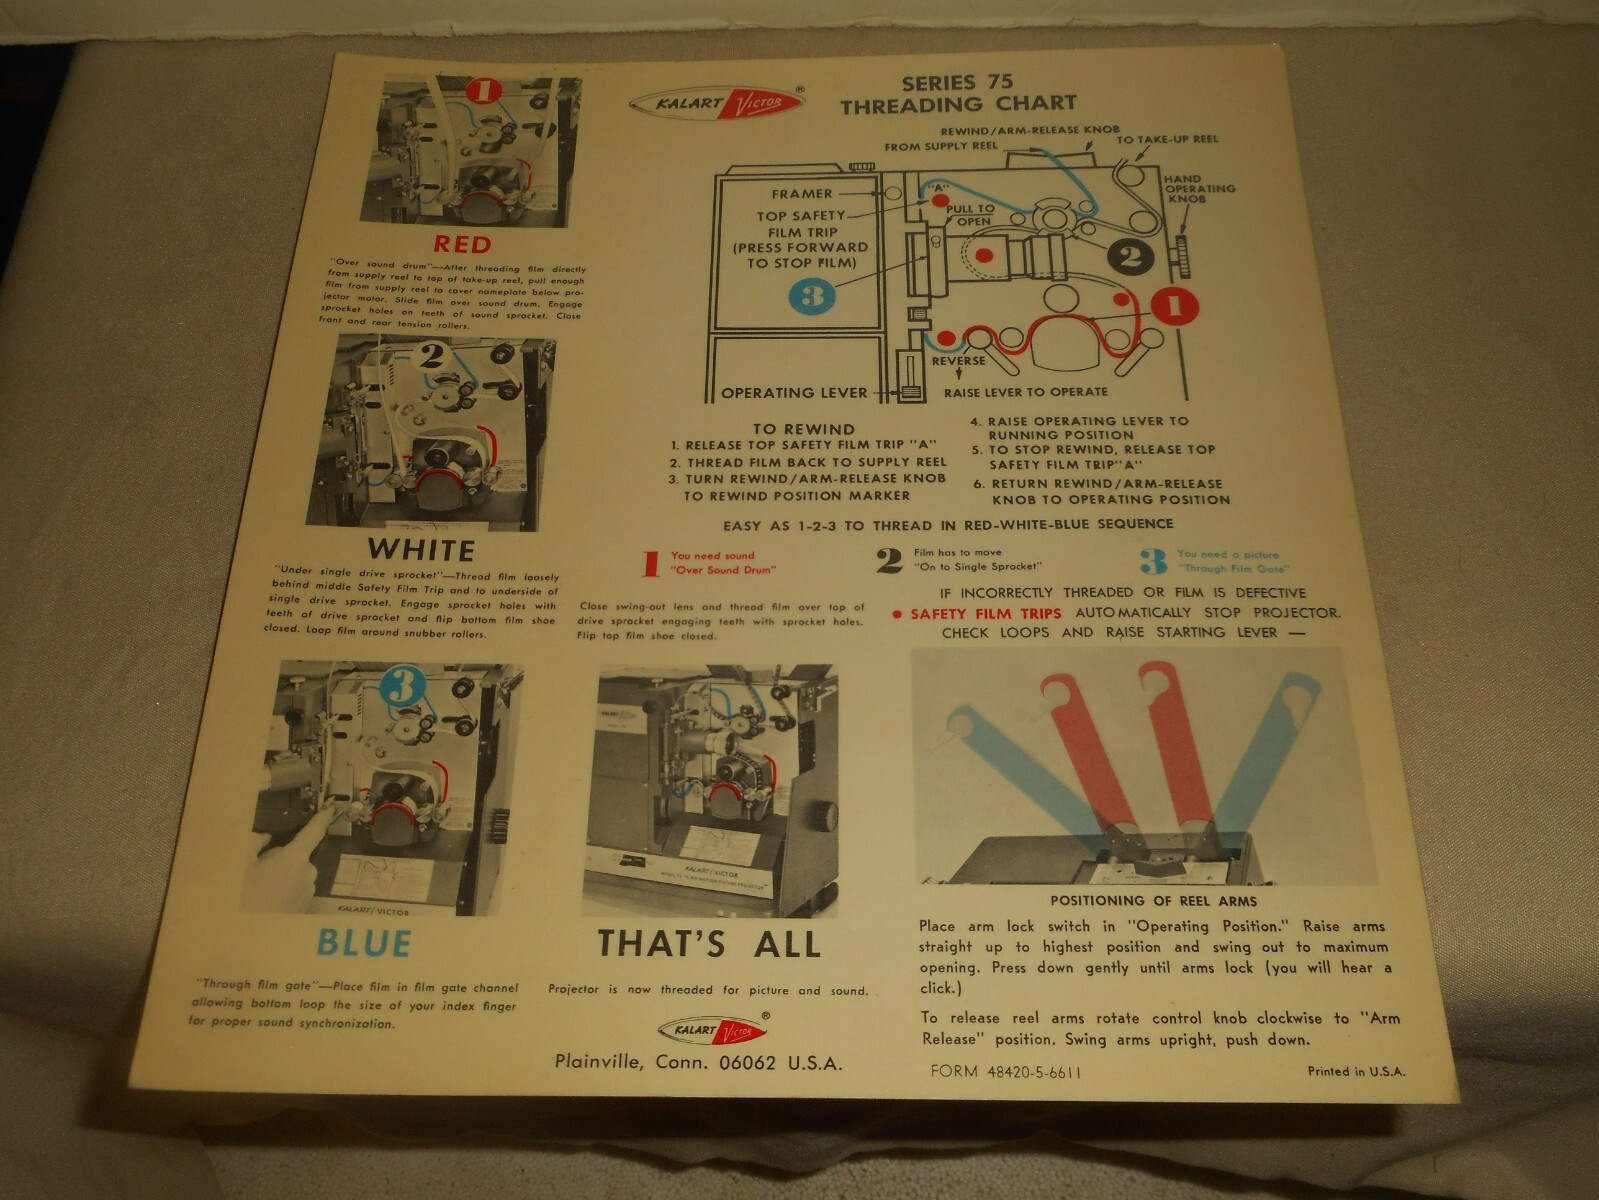 KALART VICTOR ®
SERIES 75
THREADING CHART
1
RED
"Over sound drum"—After threading film directly
from supply reel to top of take-up reel, pull enough
film from supply reel to cover nameplate below pro-
jector motor. Slide film over sound drum. Engage
sprocket holes on teeth of sound sprocket. Close
front and rear tension rollers.
2
WHITE
"Under single drive sprocket"—Thread film loosely
behind middle Safety Film Trip and to underside of
single drive sprocket. Engage sprocket holes with
teeth of drive sprocket and flip bottom film shoe
closed. Loop film around snubber rollers.
3
KALART/VICTOR
BLUE
"Through film gate"—Place film in film gate channel
allowing bottom loop the size of your index finger
for proper sound synchronization.
REWIND/ARM-RELEASE KNOB
FROM SUPPLY REEL
TO TAKE-UP REEL
HAND
OPERATING
KNOB
FRAMER
"A"
PULL TO
OPEN
TOP SAFETY
FILM TRIP
(PRESS FORWARD
TO STOP FILM)
2
3
1
REVERSE
OPERATING LEVER
RAISE LEVER TO OPERATE
TO REWIND
1. RELEASE TOP SAFETY FILM TRIP "A"
2. THREAD FILM BACK TO SUPPLY REEL
3. TURN REWIND/ARM-RELEASE KNOB
TO REWIND POSITION MARKER
4. RAISE OPERATING LEVER TO
RUNNING POSITION
5. TO STOP REWIND, RELEASE TOP
SAFETY FILM TRIP"A"
6. RETURN REWIND/ARM-RELEASE
KNOB TO OPERATING POSITION
EASY AS 1-2-3 TO THREAD IN RED-WHITE-BLUE SEQUENCE
1 You need sound
"Over Sound Drum"
2 Film has to move
"On to Single Sprocket"
3 You need a picture
"Through Film Gate"
Close swing-out lens and thread film over top of
drive sprocket engaging teeth with sprocket holes.
Flip top film shoe closed.
IF INCORRECTLY THREADED OR FILM IS DEFECTIVE
• SAFETY FILM TRIPS AUTOMATICALLY STOP PROJECTOR.
CHECK LOOPS AND RAISE STARTING LEVER —
KALART
KALART/VICTOR
THAT'S ALL
Projector is now threaded for picture and sound.
KALART VICTOR ®
Plainville, Conn. 06062 U.S.A.
POSITIONING OF REEL ARMS
Place arm lock switch in "Operating Position." Raise arms
straight up to highest position and swing out to maximum
opening. Press down gently until arms lock (you will hear a
click.)
To release reel arms rotate control knob clockwise to "Arm
Release" position. Swing arms upright, push down.
FORM 48420-5-6611
Printed in U.S.A.